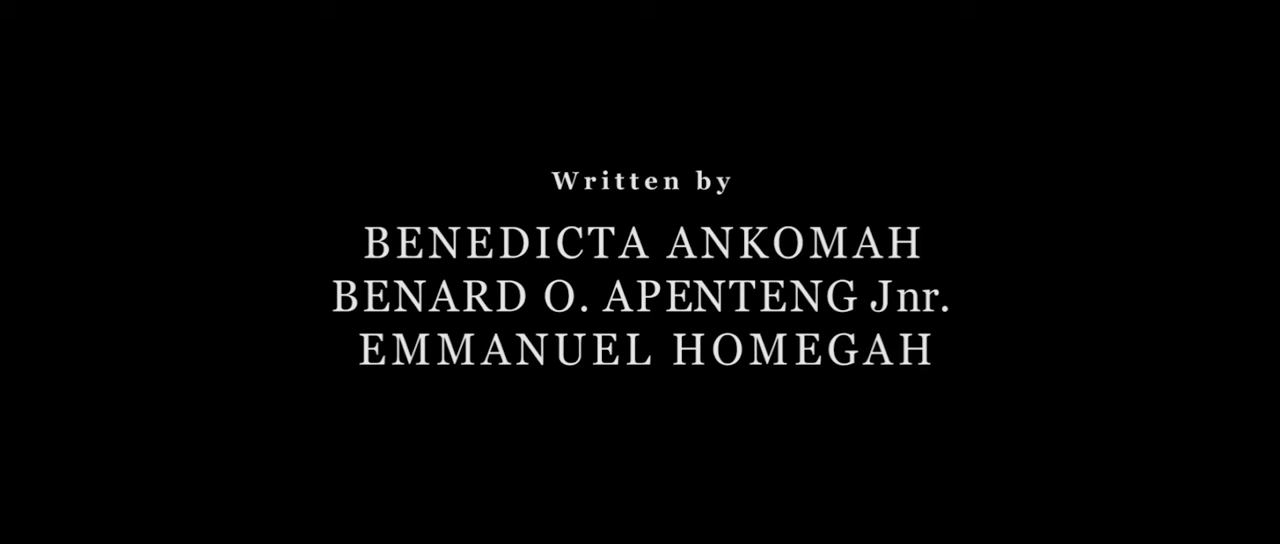 Written by
BENEDICTA ANKOMAH
BENARD O. APENTENG Jnr.
EMMANUEL HOMEGAH